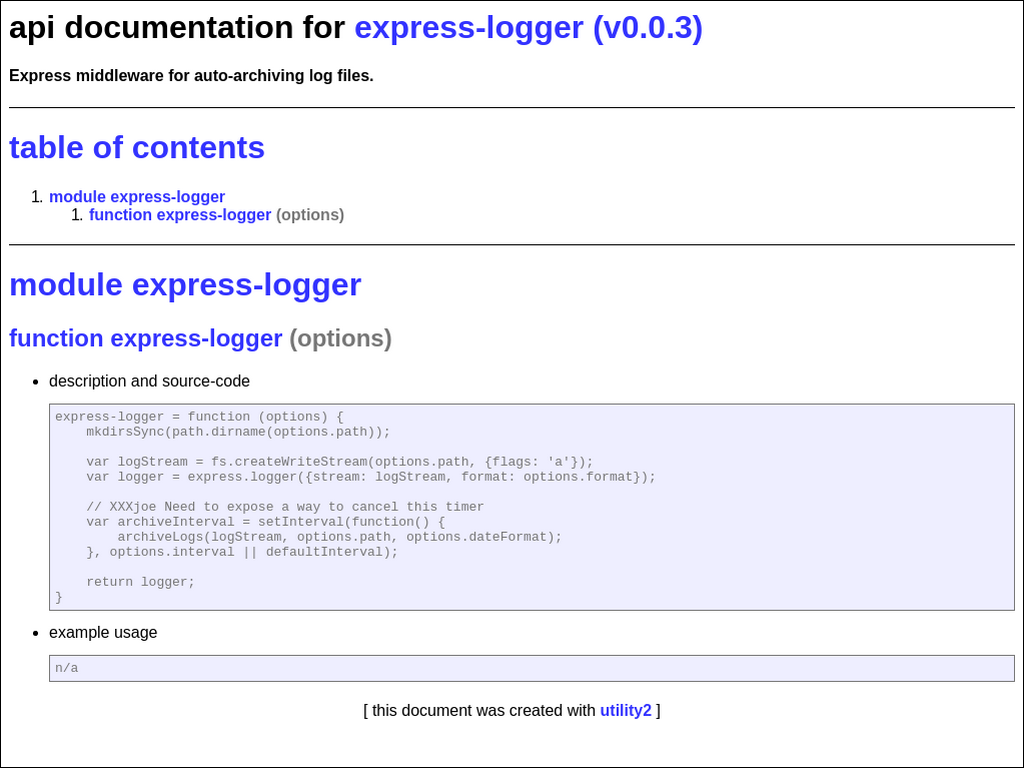 api documentation for express-logger (v0.0.3)
Express middleware for auto-archiving log files.
table of contents
1. module express-logger
1. function express-logger (options)
module express-logger
function express-logger (options)
• description and source-code
express-logger = function (options) {
    mkdirsSync(path.dirname(options.path));

    var logStream = fs.createWriteStream(options.path, {flags: 'a'});
    var logger = express.logger({stream: logStream, format: options.format});

    // XXXjoe Need to expose a way to cancel this timer
    var archiveInterval = setInterval(function() {
        archiveLogs(logStream, options.path, options.dateFormat);
    }, options.interval || defaultInterval);

    return logger;
}
• example usage
n/a
[ this document was created with utility2 ]